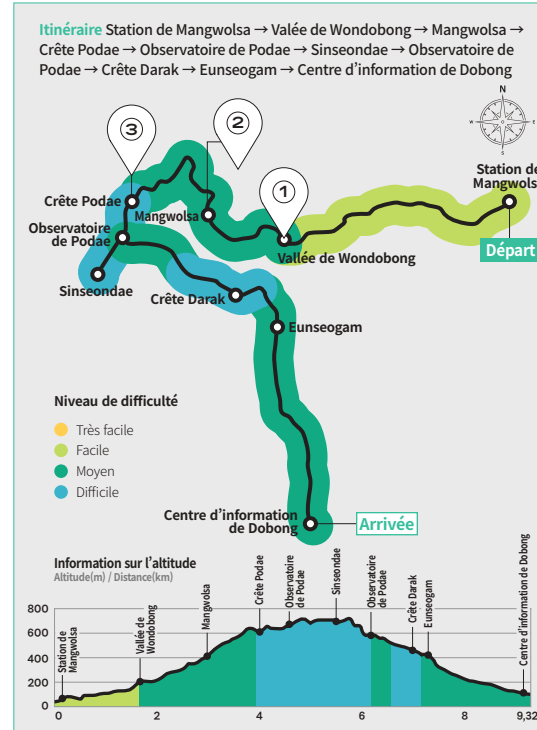 Itinéraire Station de Mangwolsa → Valée de Wondobong → Mangwolsa →
Crête Podae → Observatoire de Podae → Sinseondae → Observatoire de
Podae → Crête Darak → Eunseogam → Centre d'information de Dobong
N
W
E
S
③
②
①
Station de
Mangwolsa
Départ
Crête Podae
Mangwolsa
Observatoire
de Podae
Vallée de Wondobong
Sinseondae
Crête Darak
Eunseogam
Niveau de difficulté
Très facile
Facile
Moyen
Difficile
Centre d'information
de Dobong
Arrivée
Information sur l'altitude
Altitude(m) / Distance(km)
800
600
400
200
0
Station de
Mangwolsa
Vallée de
Wondobong
Mangwolsa
Crête Podae
Observatoire
de Podae
Sinseondae
Observatoire
de Podae
Crête Darak
Eunseogam
Centre d'information de Dobong
0
2
4
6
8
9,32